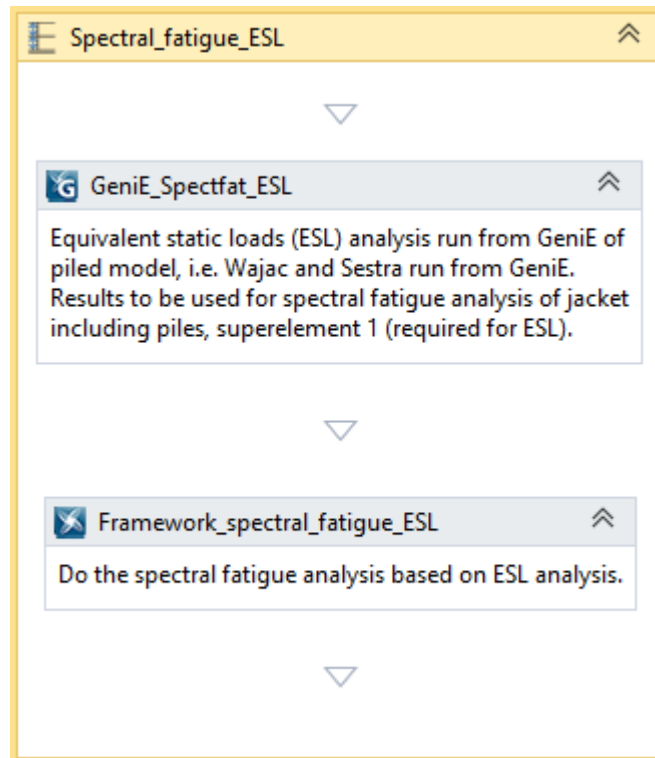 Spectral_fatigue_ESL
GeniE_Spectfat_ESL
Equivalent static loads (ESL) analysis run from GeniE of
piled model, i.e. Wajac and Sestra run from GeniE.
Results to be used for spectral fatigue analysis of jacket
including piles, superelement 1 (required for ESL).
Framework_spectral_fatigue_ESL
Do the spectral fatigue analysis based on ESL analysis.